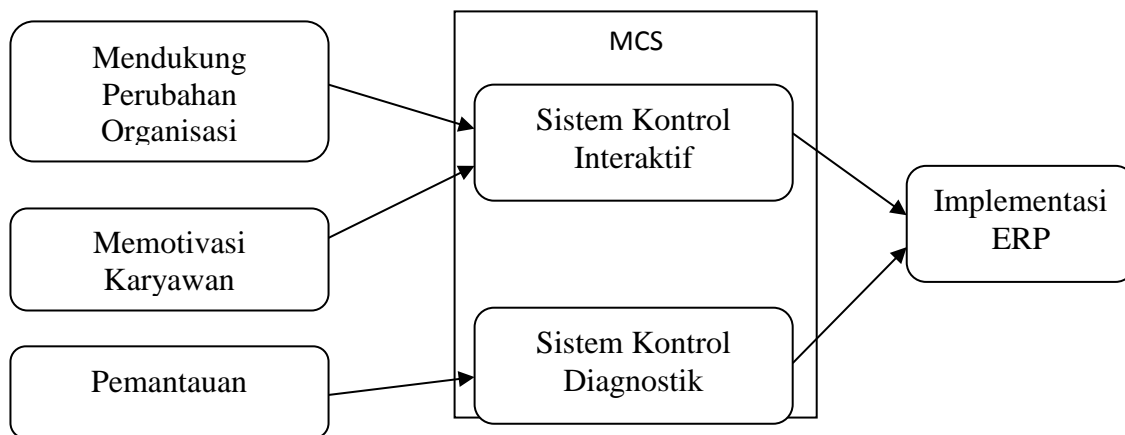 Mendukung
Perubahan
Organisasi
Memotivasi
Karyawan
Pemantauan
MCS
Sistem Kontrol
Interaktif
Sistem Kontrol
Diagnostik
Implementasi
ERP